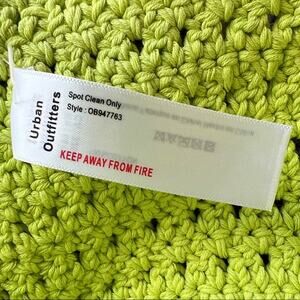 Urban
Outfitters
Spot Clean Only
Style : OB947763
KEEP AWAY FROM FIRE